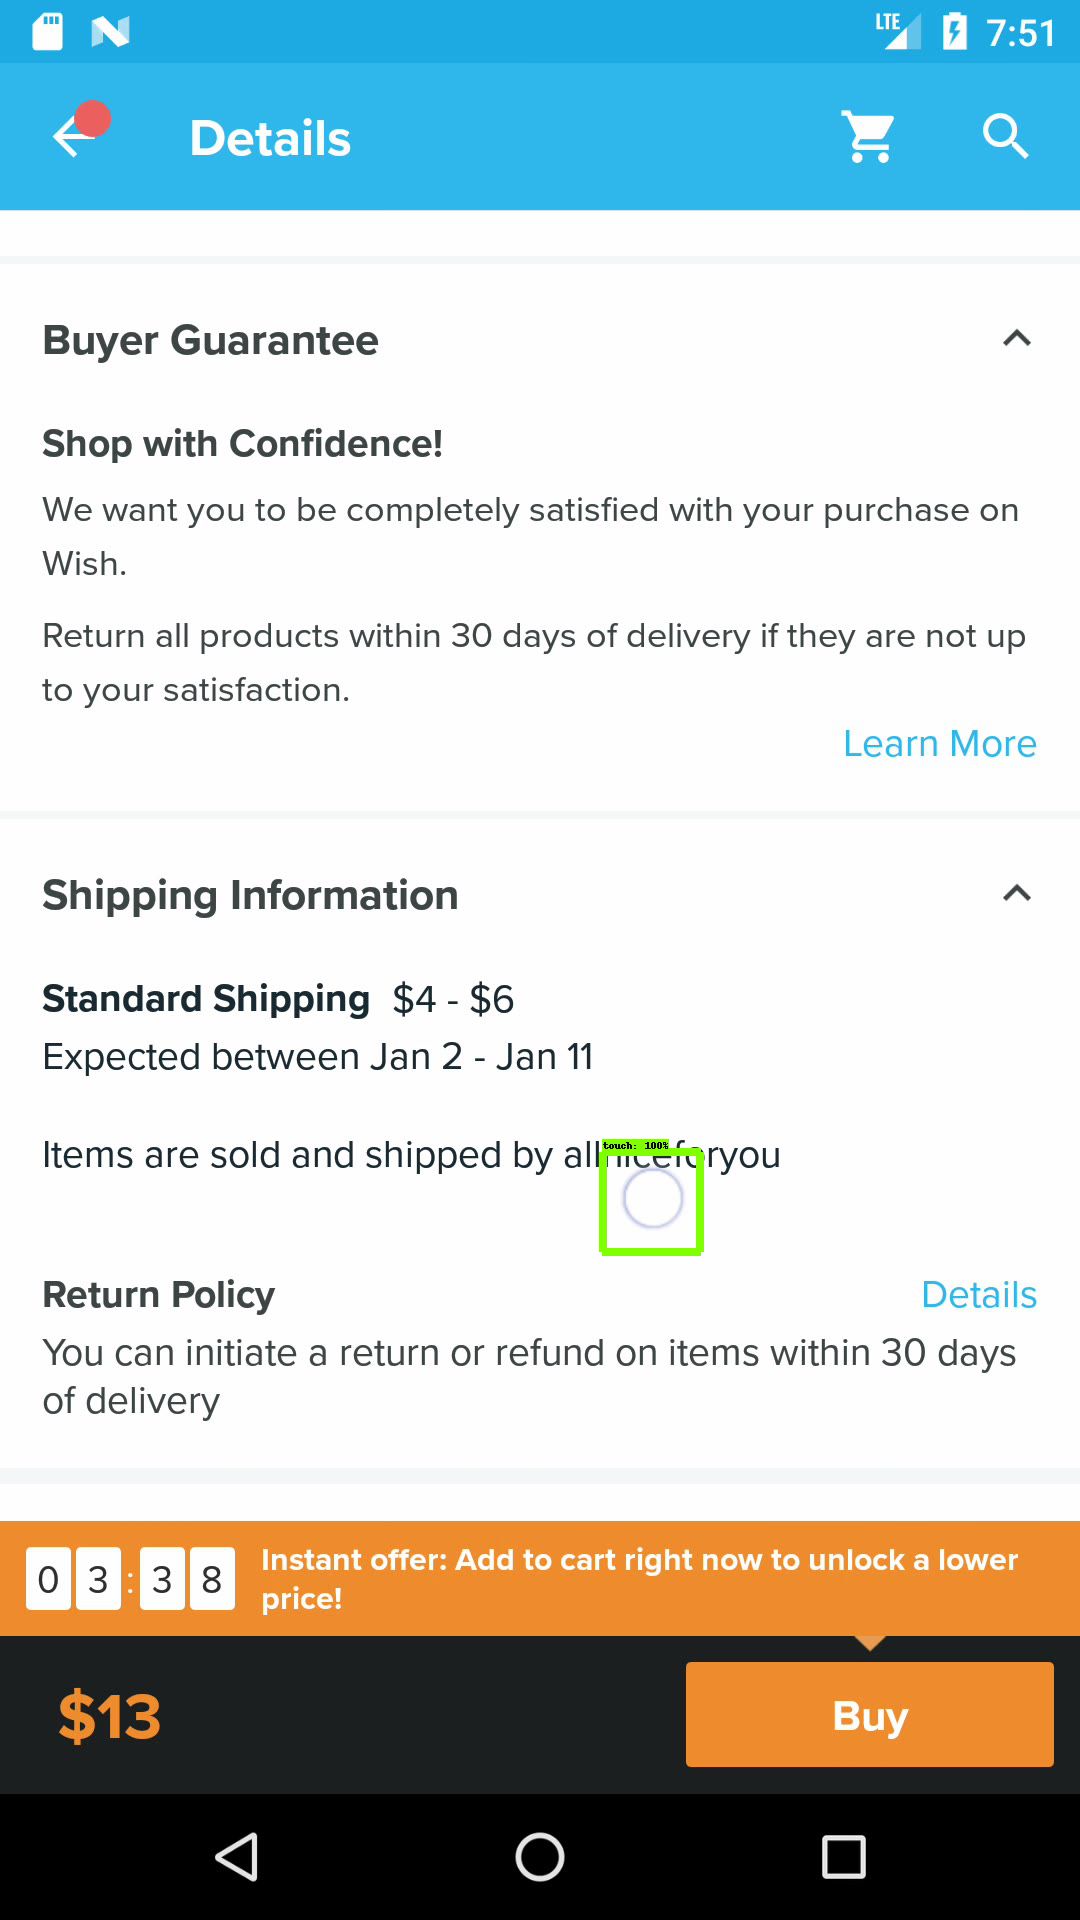 LTE 7:51
Details
Buyer Guarantee
Shop with Confidence!
We want you to be completely satisfied with your purchase on
Wish.
Return all products within 30 days of delivery if they are not up
to your satisfaction.
Learn More
Shipping Information
Standard Shipping $4 - $6
Expected between Jan 2 - Jan 11
touch: 100%
Items are sold and shipped by allniceforyou
Return Policy Details
You can initiate a return or refund on items within 30 days
of delivery
03:38
Instant offer: Add to cart right now to unlock a lower
price!
$13 Buy